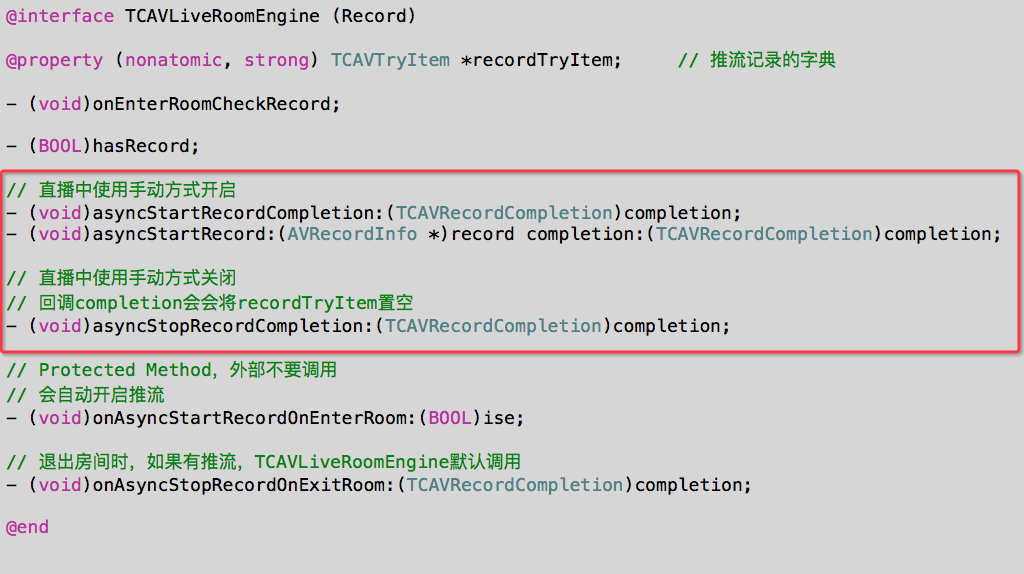 @interface TCAVLiveRoomEngine (Record)
@property (nonatomic, strong) TCAVTryItem *recordTryItem;     // 推流记录的字典
- (void)onEnterRoomCheckRecord;
- (BOOL)hasRecord;
// 直播中使用手动方式开启
- (void)asyncStartRecordCompletion:(TCAVRecordCompletion)completion;
- (void)asyncStartRecord:(AVRecordInfo *)record completion:(TCAVRecordCompletion)completion;
// 直播中使用手动方式关闭
// 回调completion会会将recordTryItem置空
- (void)asyncStopRecordCompletion:(TCAVRecordCompletion)completion;
// Protected Method，外部不要调用
// 会自动开启推流
- (void)onAsyncStartRecordOnEnterRoom:(BOOL)ise;
// 退出房间时，如果有推流，TCAVLiveRoomEngine默认调用
- (void)onAsyncStopRecordOnExitRoom:(TCAVRecordCompletion)completion;
@end